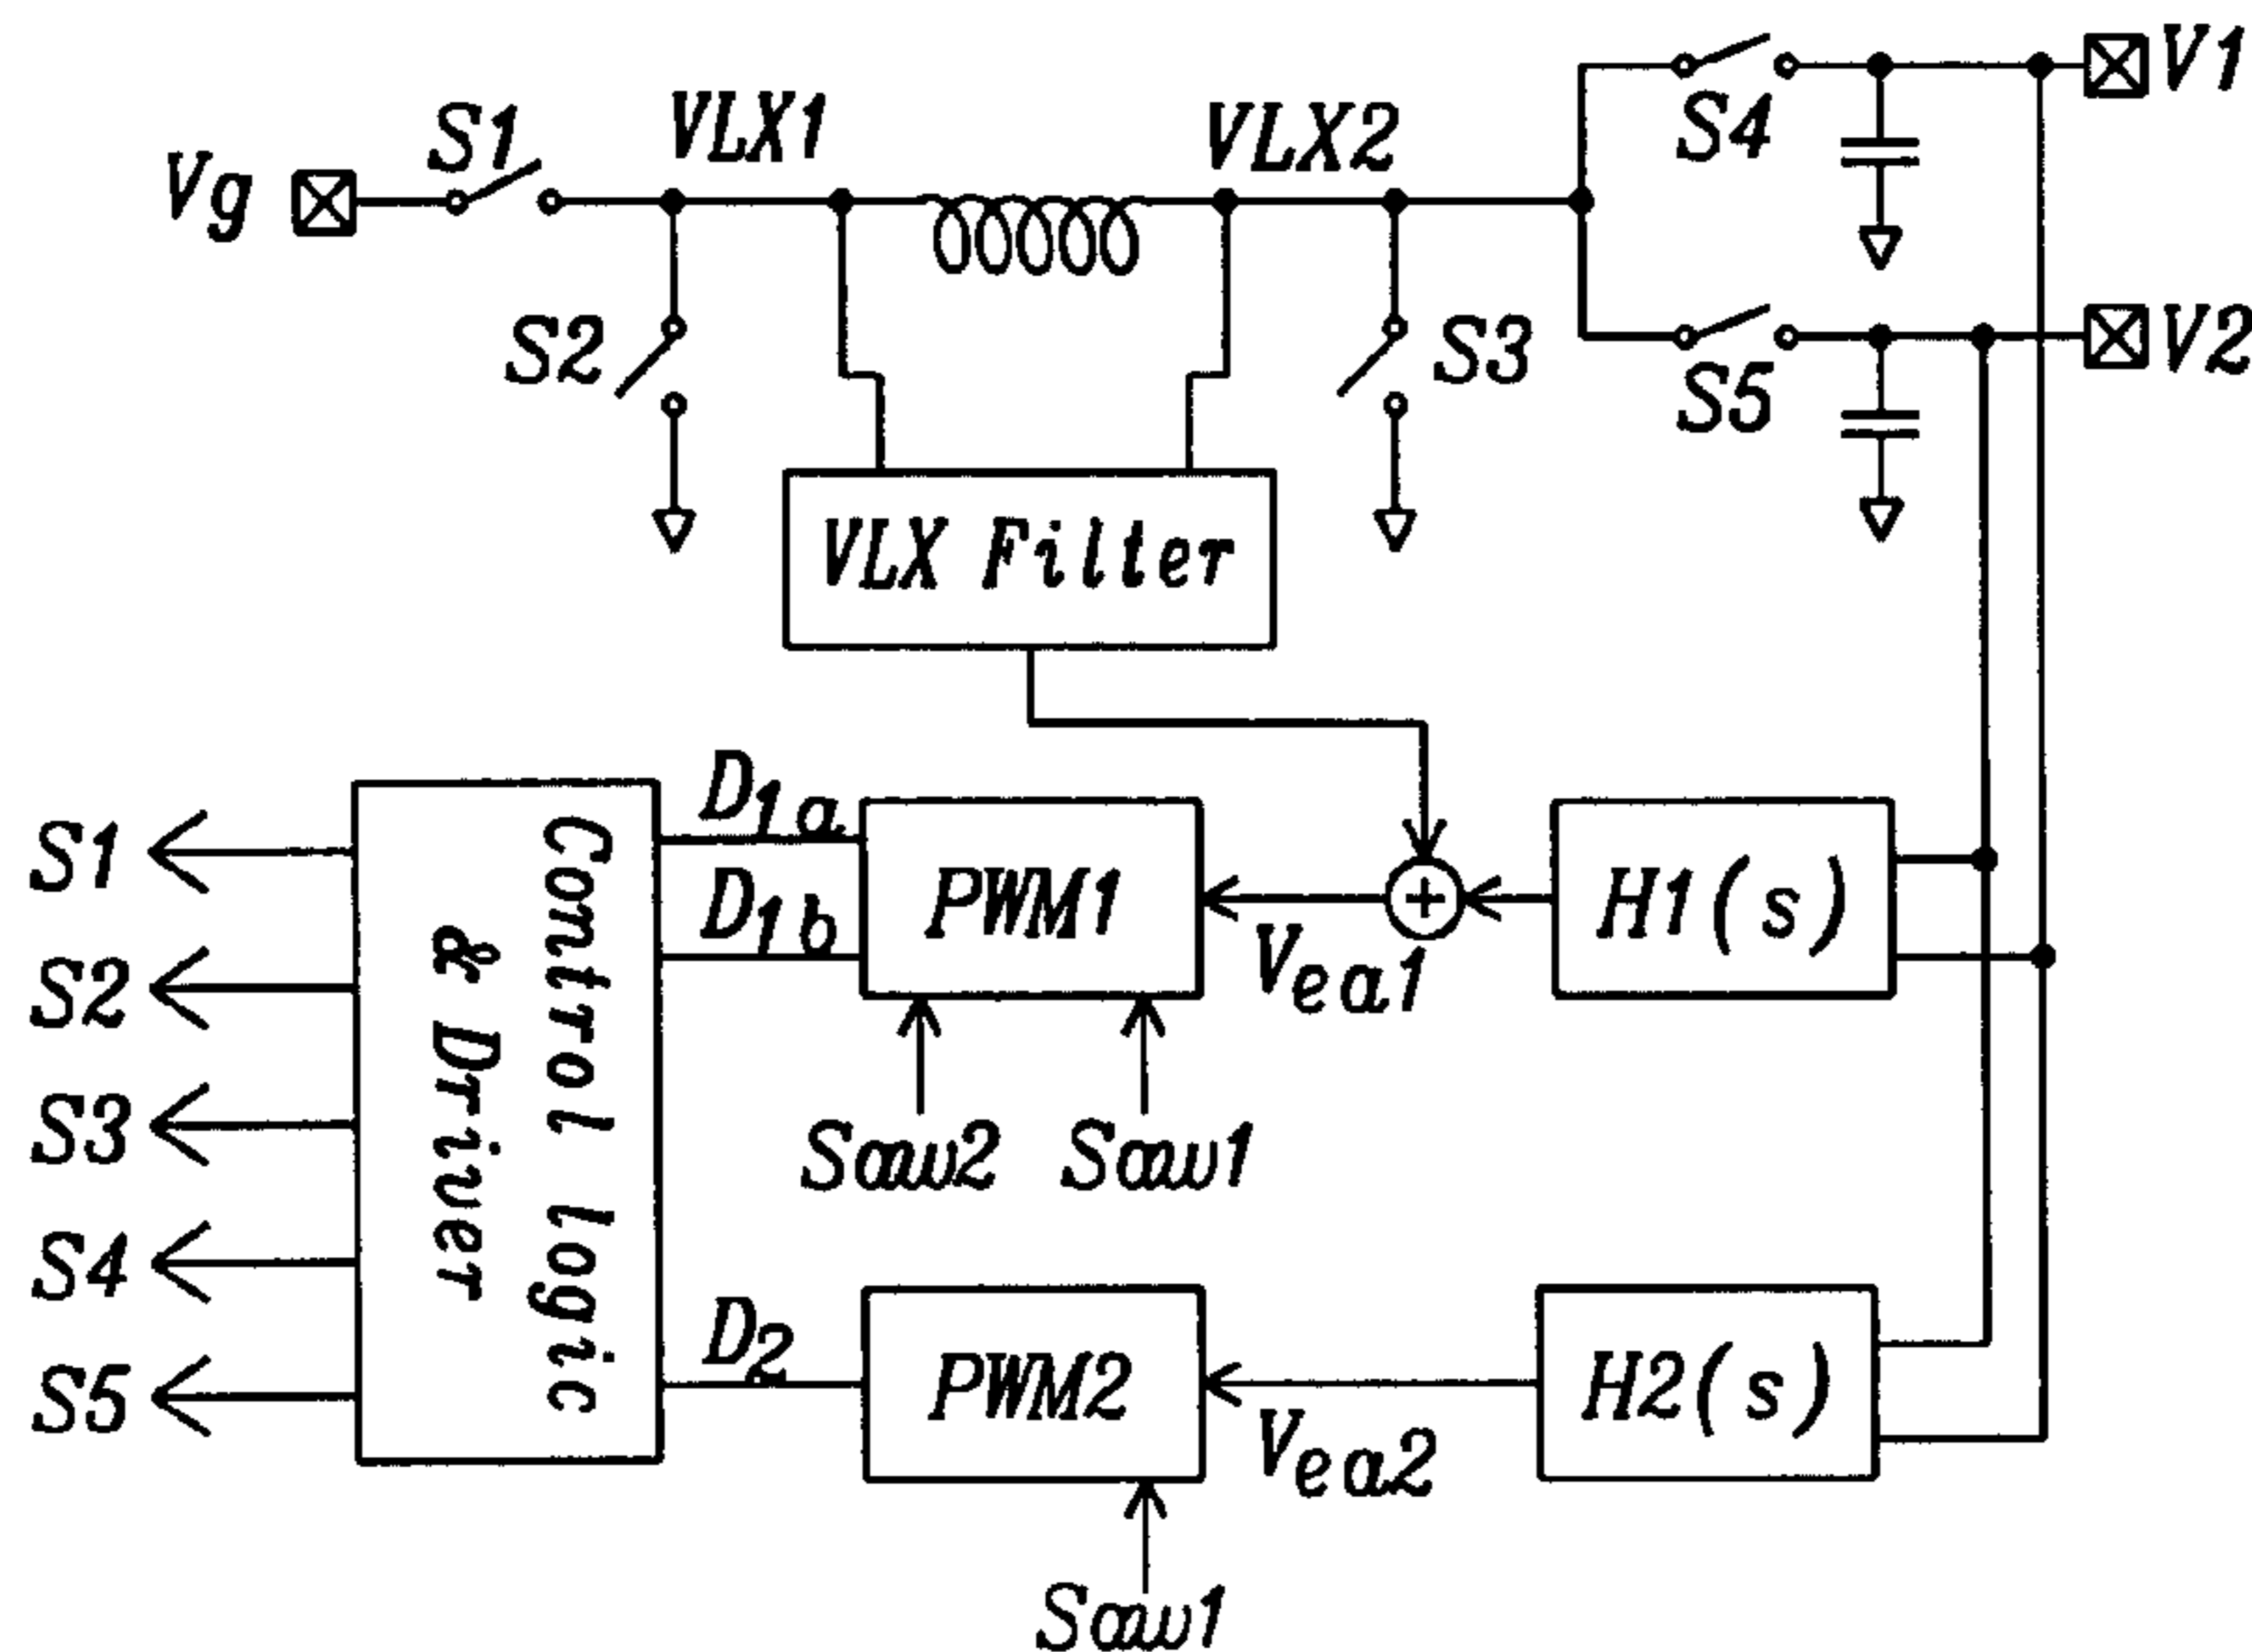 V1
S4
Vg
S1
VLX1
VLX2
S2
S3
V2
S5
VLX Filter
D1a
D1b
PWM1
Vea1
H1(s)
Saw2
Saw1
Control logic
& Driver
S1
S2
S3
S4
S5
D2
PWM2
Vea2
H2(s)
Saw1